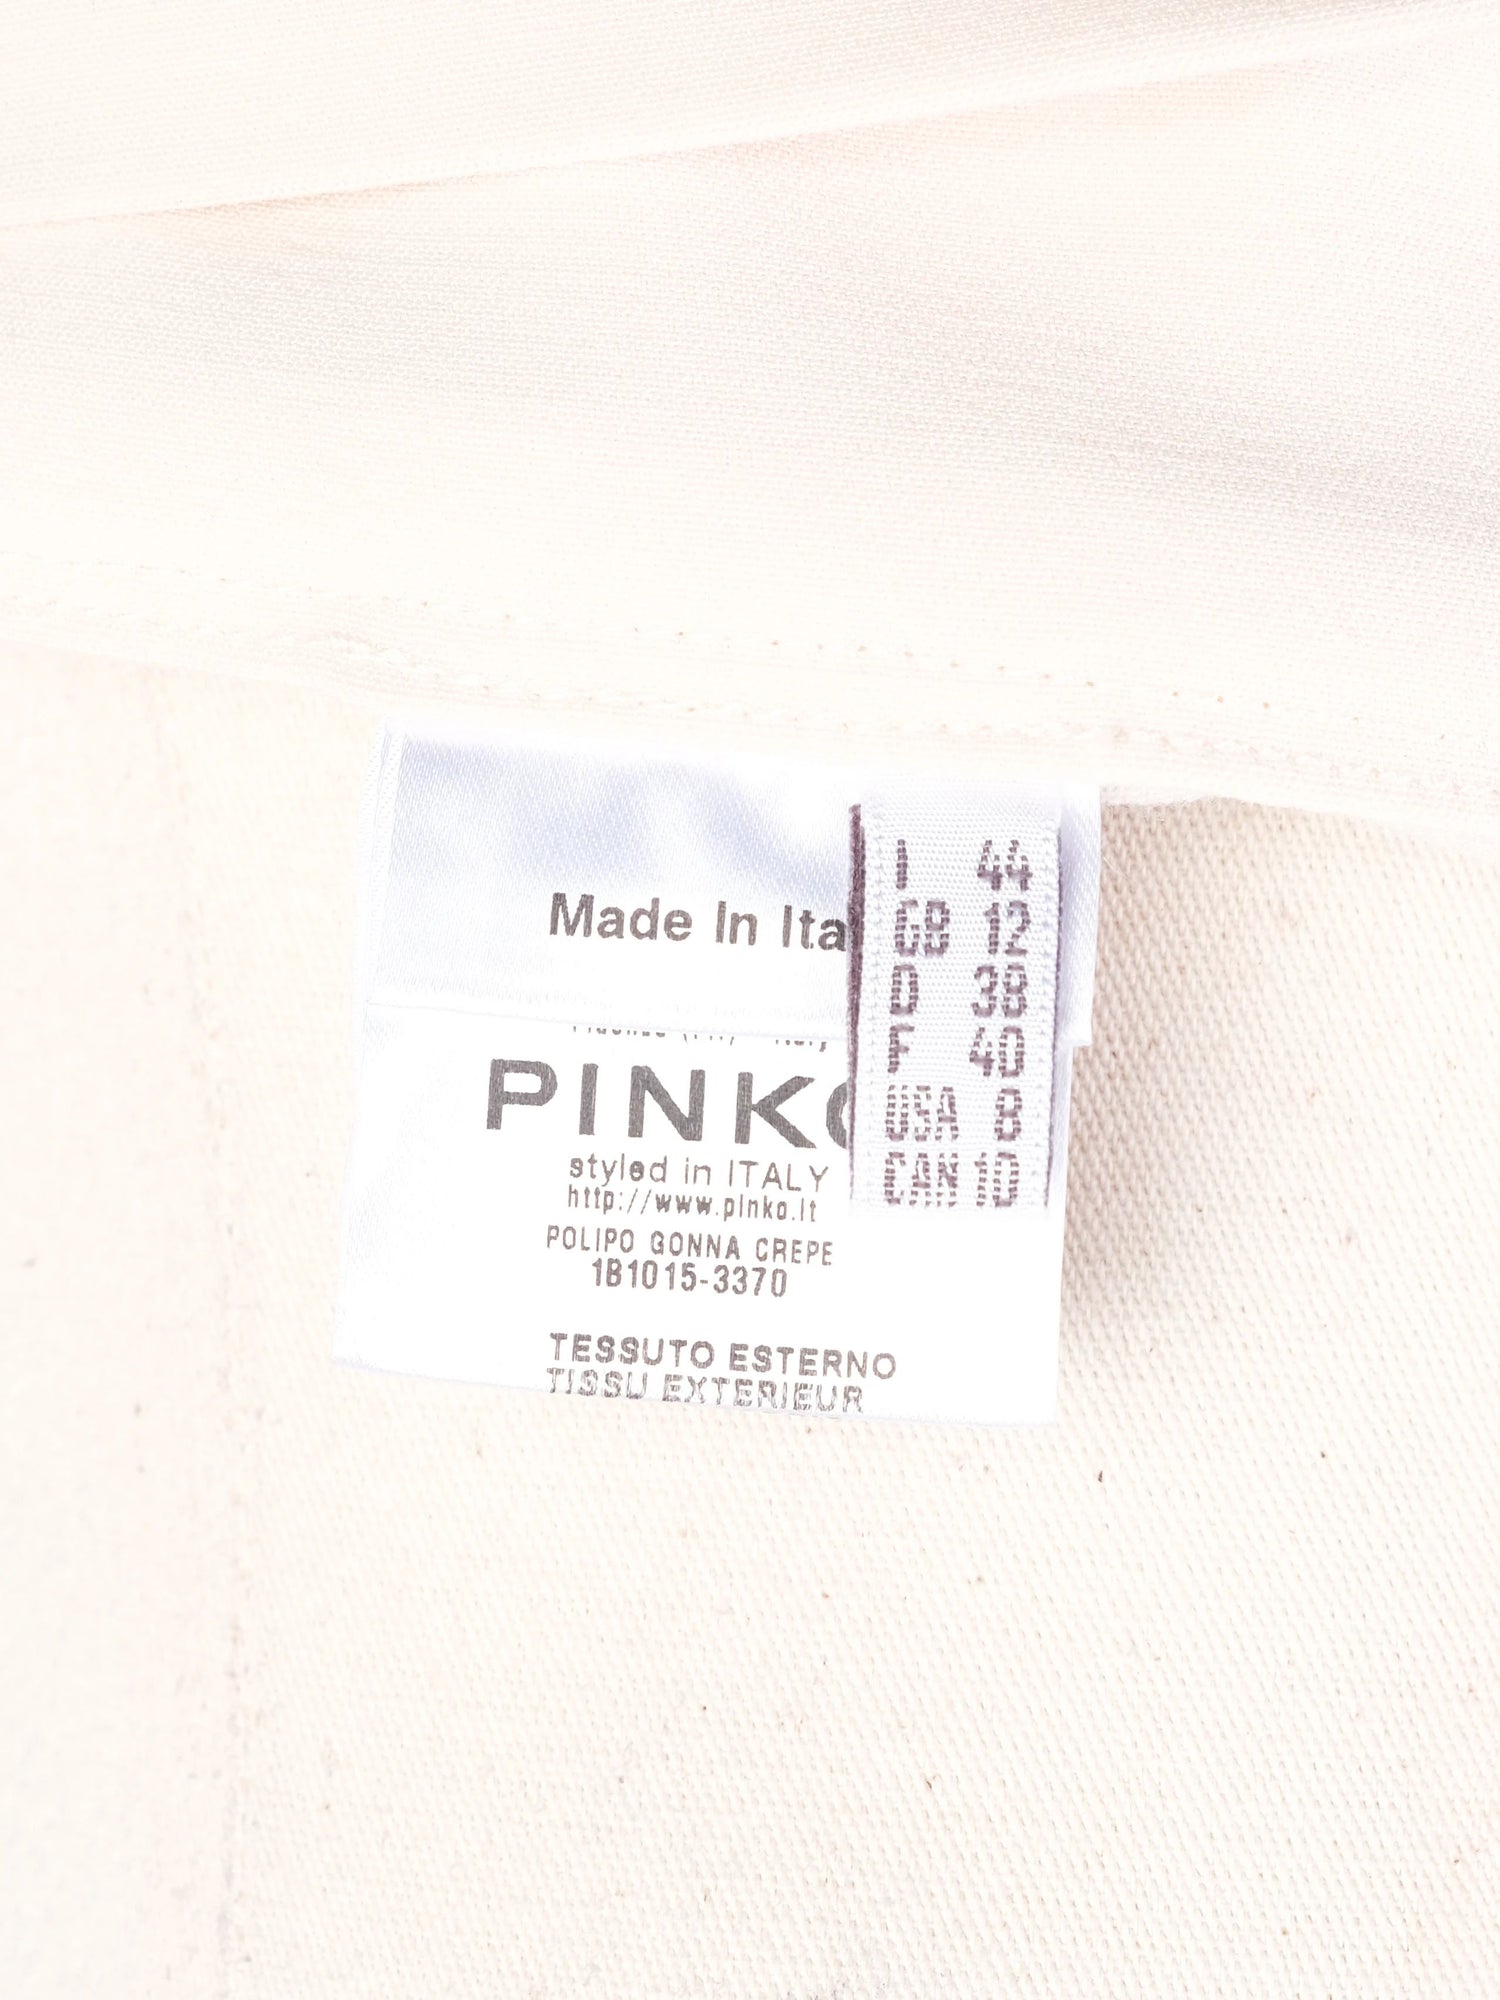 Made In Ita
PINKO
styled in ITALY
http://www.pinko.it
POLIPO GONNA CREPE
1B1015-3370
TESSUTO ESTERNO
TISSU EXTERIEUR
I 44
GB 12
D 38
F 40
USA 8
CAN 10